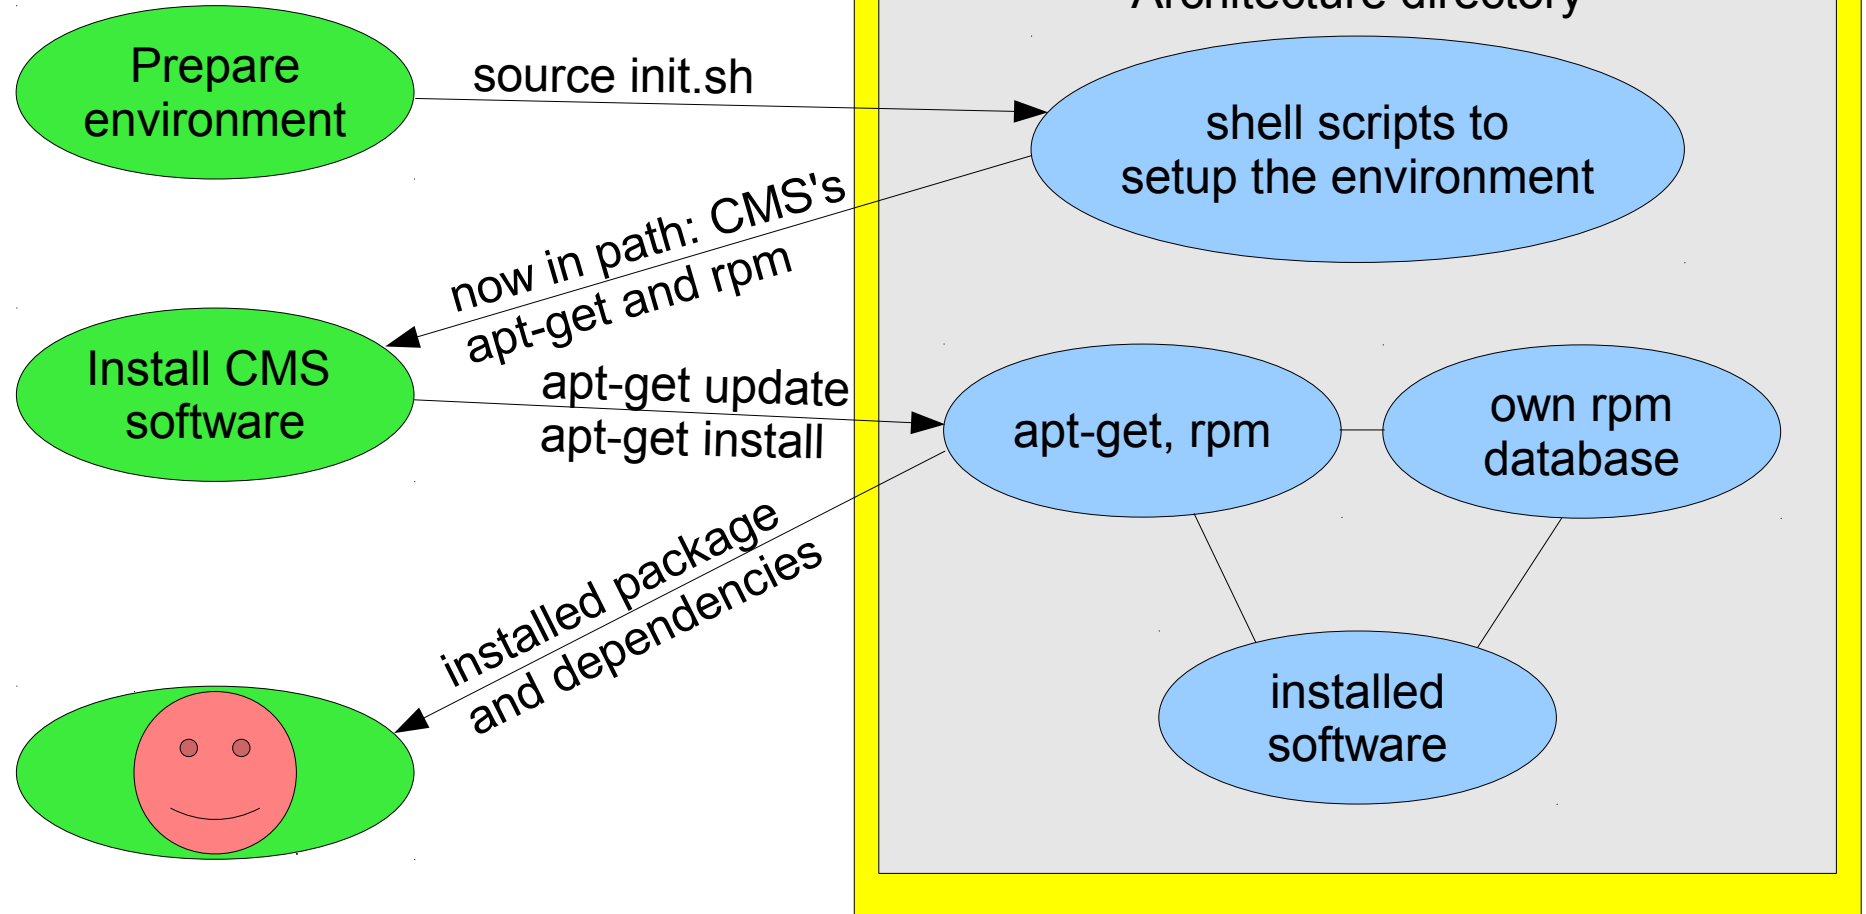 Architecture directory
Prepare
environment
source init.sh
shell scripts to
setup the environment
now in path: CMS's
apt-get and rpm
Install CMS
software
apt-get update
apt-get install
apt-get, rpm
own rpm
database
installed package
and dependencies
installed
software